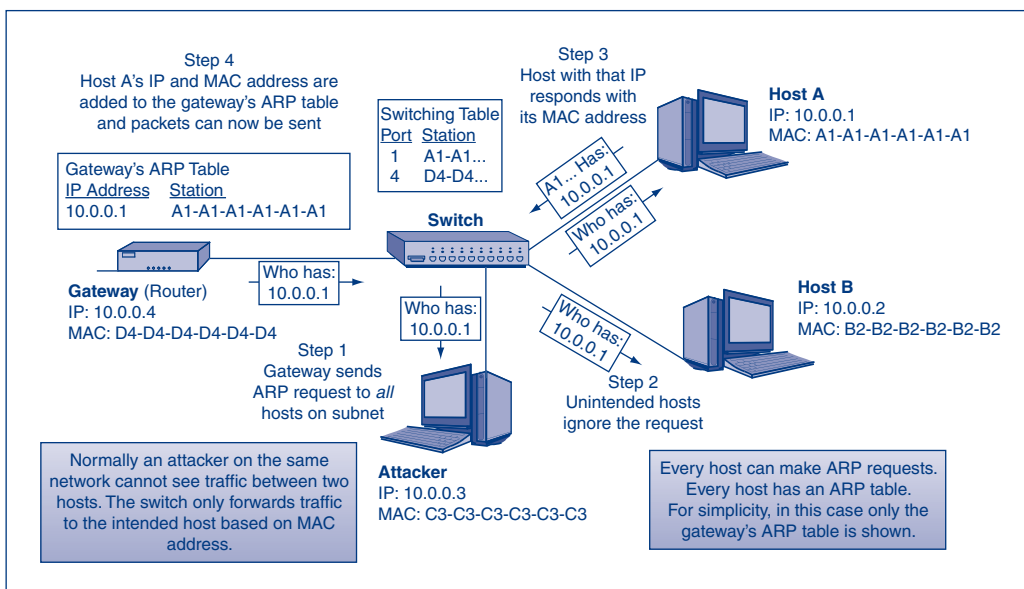 Step 4
Host A's IP and MAC address are
added to the gateway's ARP table
and packets can now be sent
Gateway's ARP Table
IP Address Station
10.0.0.1 A1-A1-A1-A1-A1-A1
Switching Table
Port Station
1 A1-A1...
4 D4-D4...
Step 3
Host with that IP
responds with
its MAC address
Host A
IP: 10.0.0.1
MAC: A1-A1-A1-A1-A1-A1
A1... Has:
10.0.0.1
Who has:
10.0.0.1
Switch
Gateway (Router)
IP: 10.0.0.4
MAC: D4-D4-D4-D4-D4-D4
Who has:
10.0.0.1
Who has:
10.0.0.1
Who has:
10.0.0.1
Host B
IP: 10.0.0.2
MAC: B2-B2-B2-B2-B2-B2
Step 1
Gateway sends
ARP request to all
hosts on subnet
Step 2
Unintended hosts
ignore the request
Attacker
IP: 10.0.0.3
MAC: C3-C3-C3-C3-C3-C3
Normally an attacker on the same
network cannot see traffic between two
hosts. The switch only forwards traffic
to the intended host based on MAC
address.
Every host can make ARP requests.
Every host has an ARP table.
For simplicity, in this case only the
gateway's ARP table is shown.